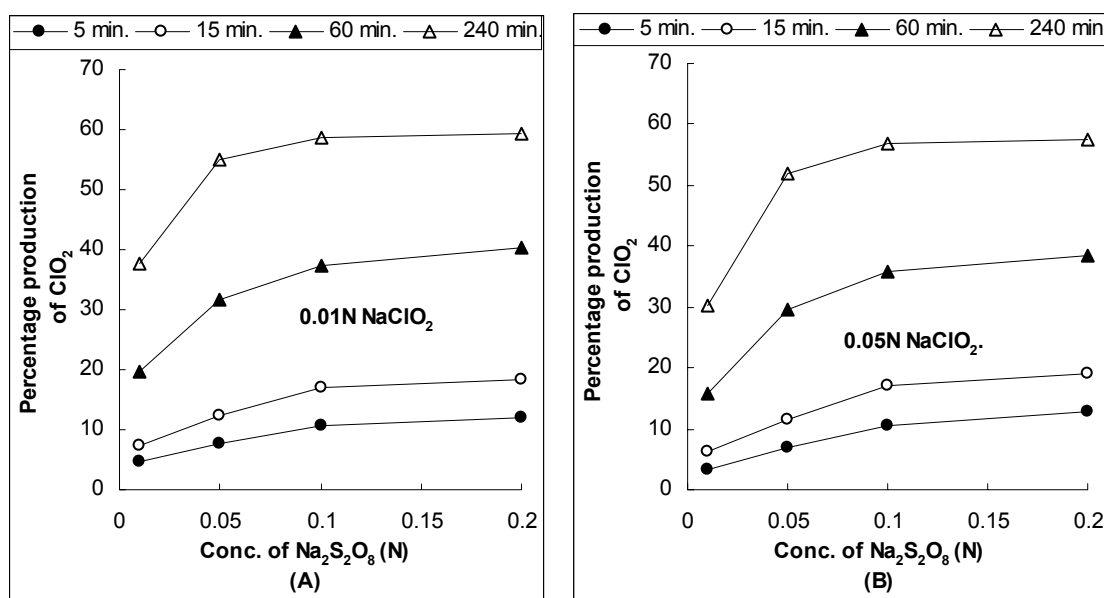 5 min. 15 min. 60 min. 240 min.
70
60
50
40
30
20
10
0
Percentage production
of ClO₂
0.01N NaClO₂
0 0.05 0.1 0.15 0.2
Conc. of Na₂S₂O₈ (N)
(A)
5 min. 15 min. 60 min. 240 min.
70
60
50
40
30
20
10
0
Percentage production
of ClO₂
0.05N NaClO₂.
0 0.05 0.1 0.15 0.2
Conc. of Na₂S₂O₈ (N)
(B)